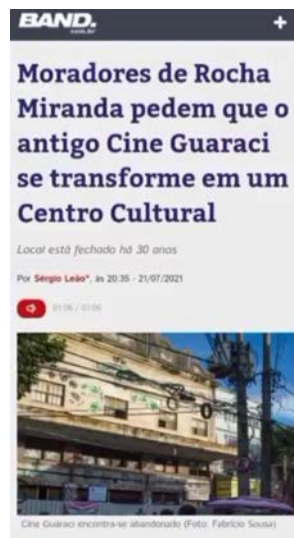 BAND.
.com.br
+
Moradores de Rocha
Miranda pedem que o
antigo Cine Guaraci
se transforme em um
Centro Cultural
Local está fechado há 30 anos
Por Sérgio Leão*, às 20:35 - 21/07/2021
01:06 / 01:06
Cine Guaraci encontra-se abandonado (Foto: Fabrício Sousa)